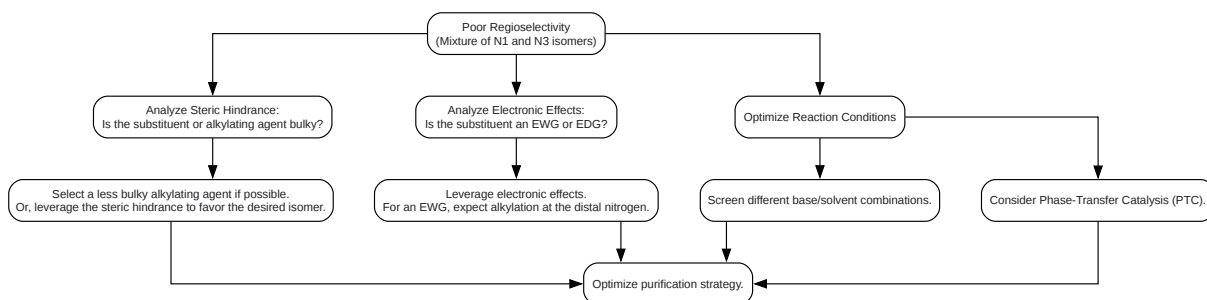 Poor Regioselectivity
(Mixture of N1 and N3 isomers)
Analyze Steric Hindrance:
Is the substituent or alkylating agent bulky?
Analyze Electronic Effects:
Is the substituent an EWG or EDG?
Optimize Reaction Conditions
Select a less bulky alkylating agent if possible.
Or, leverage the steric hindrance to favor the desired isomer.
Leverage electronic effects.
For an EWG, expect alkylation at the distal nitrogen.
Screen different base/solvent combinations.
Consider Phase-Transfer Catalysis (PTC).
Optimize purification strategy.